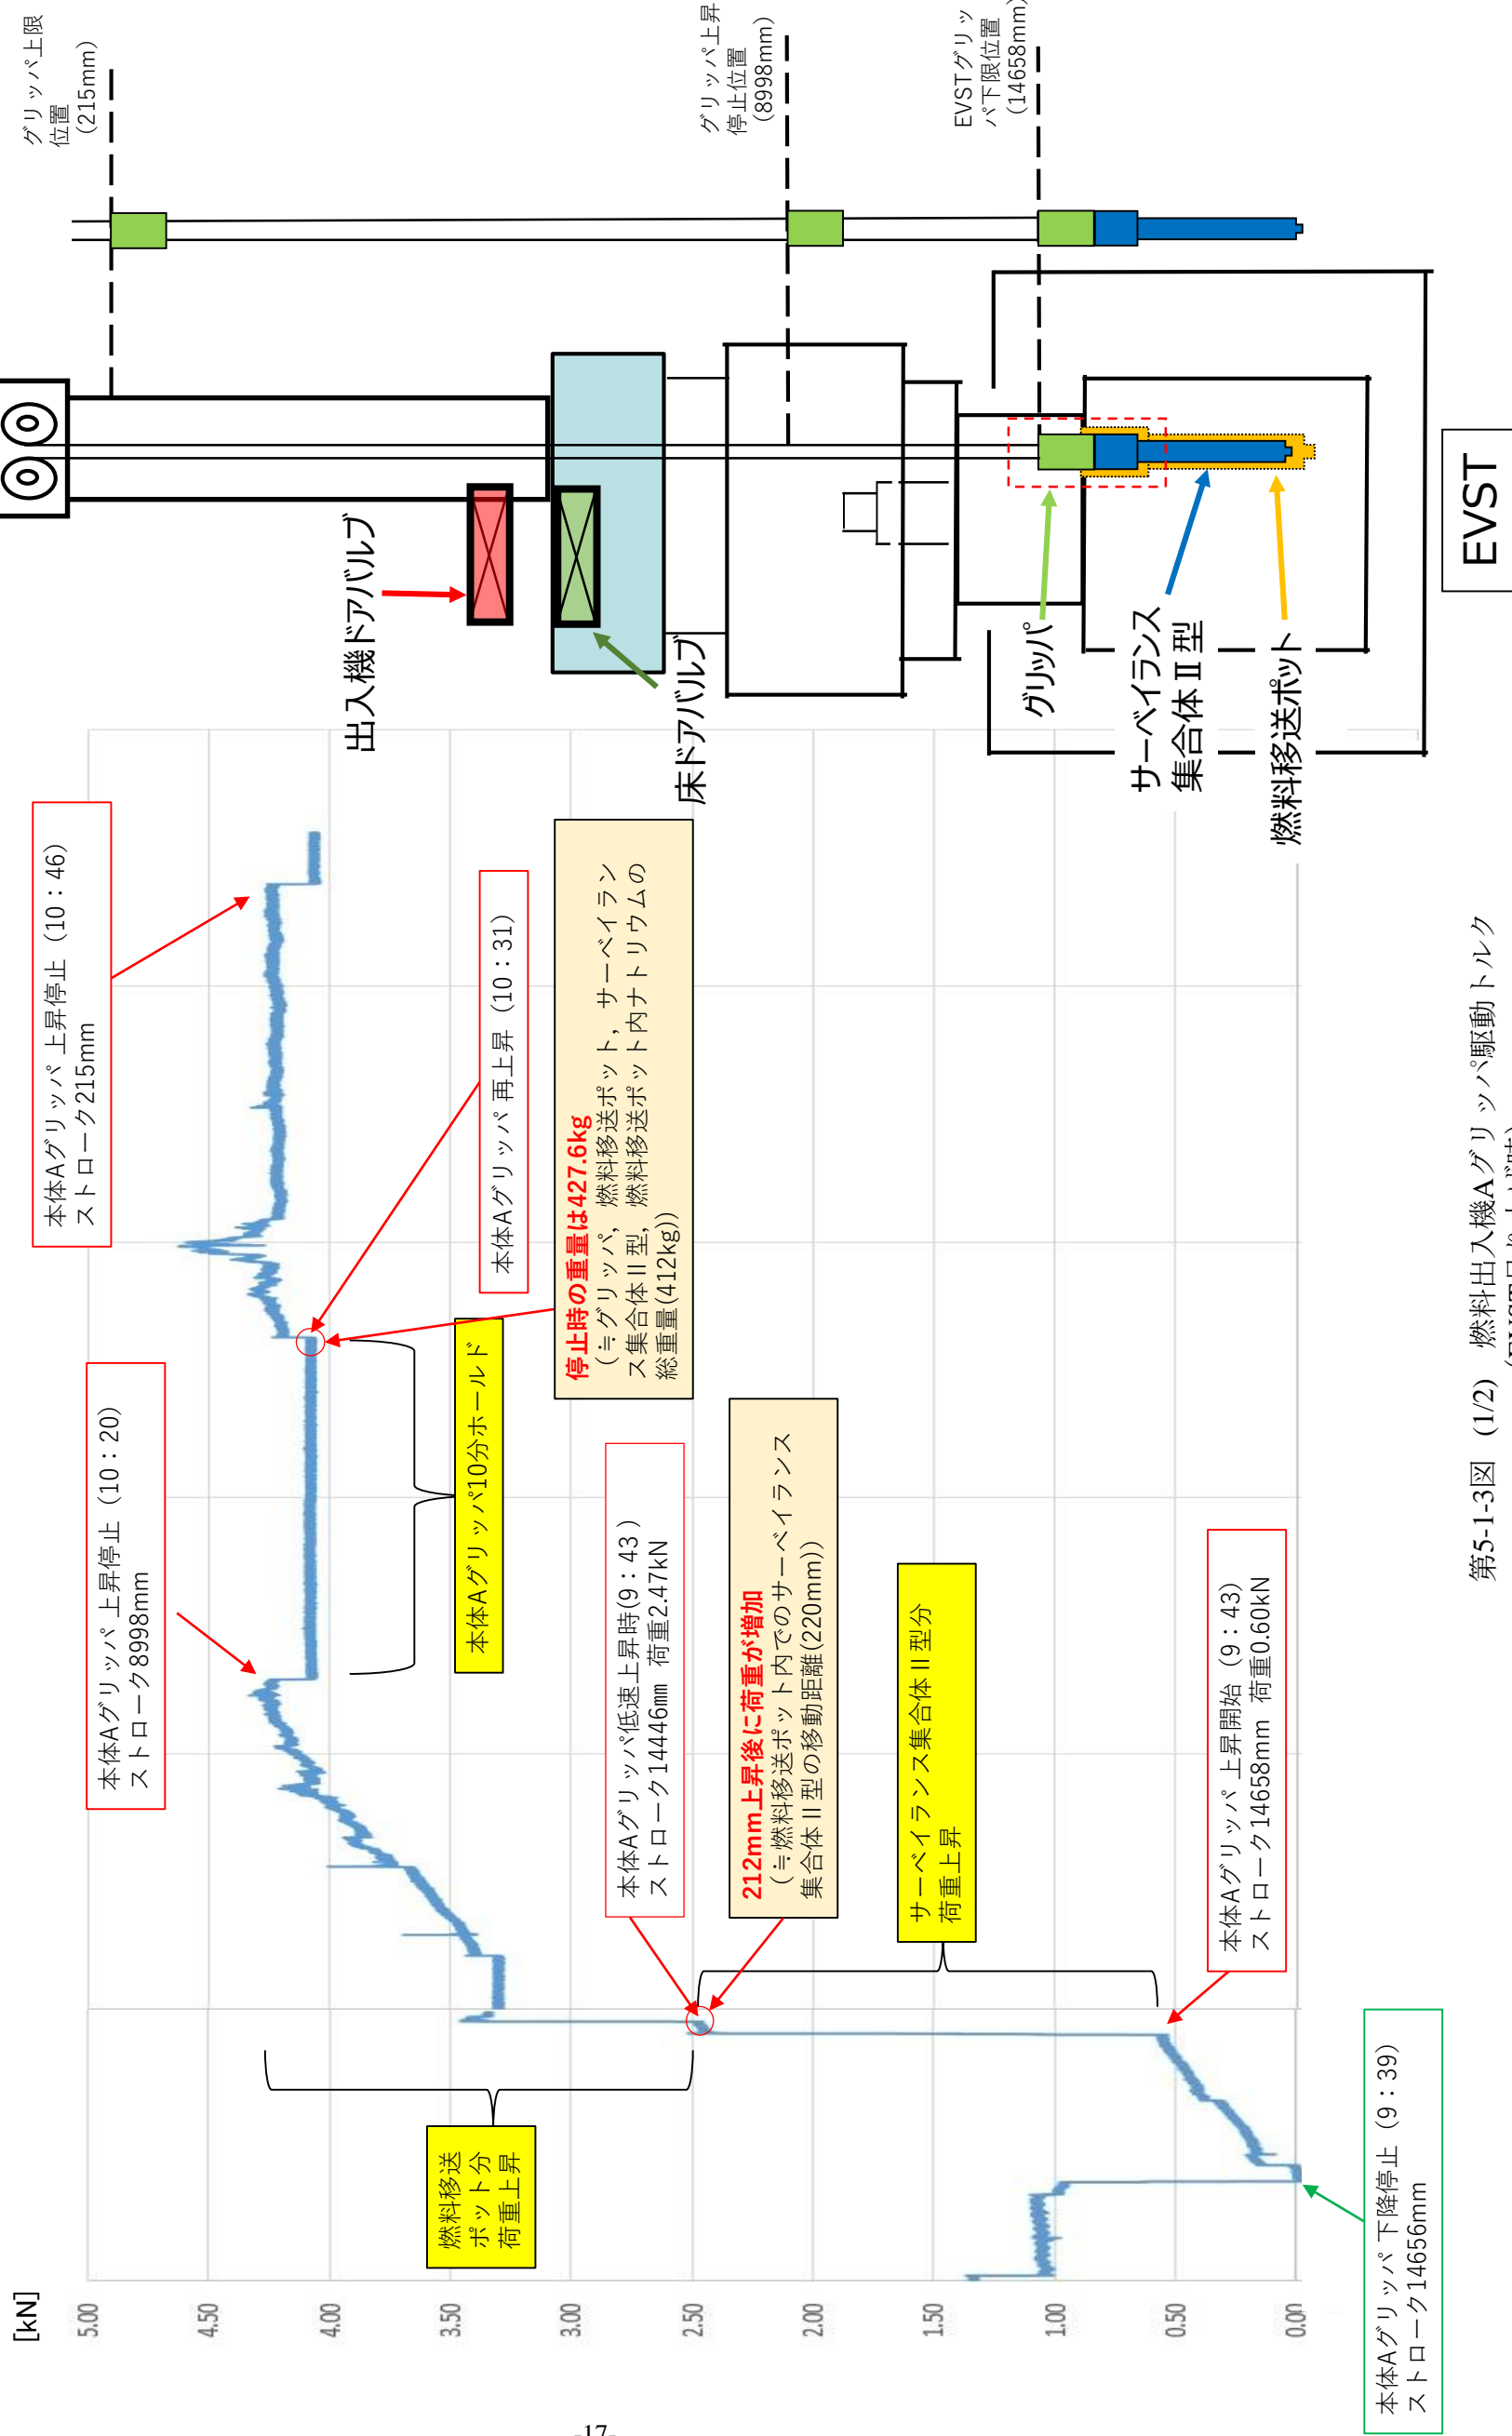 [kN]
5.00
4.50
4.00
3.50
3.00
2.50
2.00
1.50
1.00
0.50
0.00
燃料移送
ポット分
荷重上昇
本体Aグリッパ 下降停止（9：39）
ストローク14656mm
本体Aグリッパ 上昇停止（10：20）
ストローク8998mm
本体Aグリッパ10分ホールド
本体Aグリッパ低速上昇時(9：43 )
ストローク14446mm 荷重2.47kN
212mm上昇後に荷重が増加
（≒燃料移送ポット内でのサーベイランス
集合体Ⅱ型の移動距離(220mm))
サーベイランス集合体Ⅱ型分
荷重上昇
本体Aグリッパ 上昇開始（9：43）
ストローク14658mm 荷重0.60kN
本体Aグリッパ 上昇停止（10：46）
ストローク215mm
本体Aグリッパ 再上昇（10：31）
停止時の重量は427.6kg
（≒グリッパ，燃料移送ポット，サーベイラン
ス集合体Ⅱ型，燃料移送ポット内ナトリウムの
総重量(412kg))
出入機ドアバルブ
床ドアバルブ
グリッパ
サーベイランス
集合体Ⅱ型
燃料移送ポット
EVST
グリッパ上限
位置
（215mm）
グリッパ上昇
停止位置
（8998mm）
EVSTグリッ
パ下限位置
（14658mm）
第5-1-3図 (1/2) 燃料出入機Aグリッパ駆動トルク
-17-